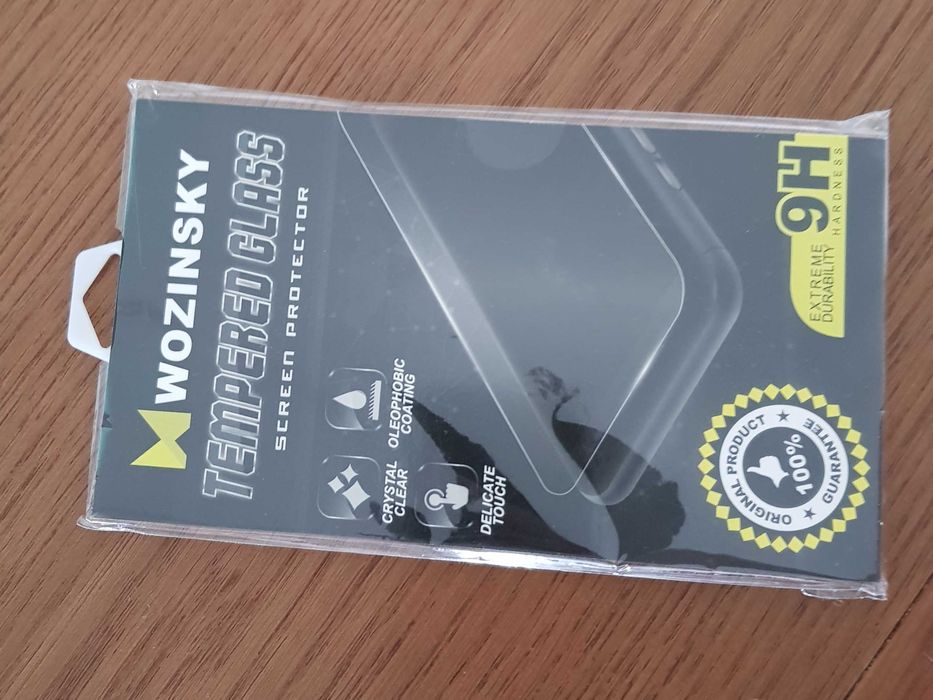 WOZINSKY
TEMPERED GLASS
SCREEN PROTECTOR
CRYSTAL
CLEAR
OLEOPHOBIC
COATING
DELICATE
TOUCH
ORIGINAL PRODUCT
100%
GUARANTEE
EXTREME
DURABILITY
9H
HARDNESS